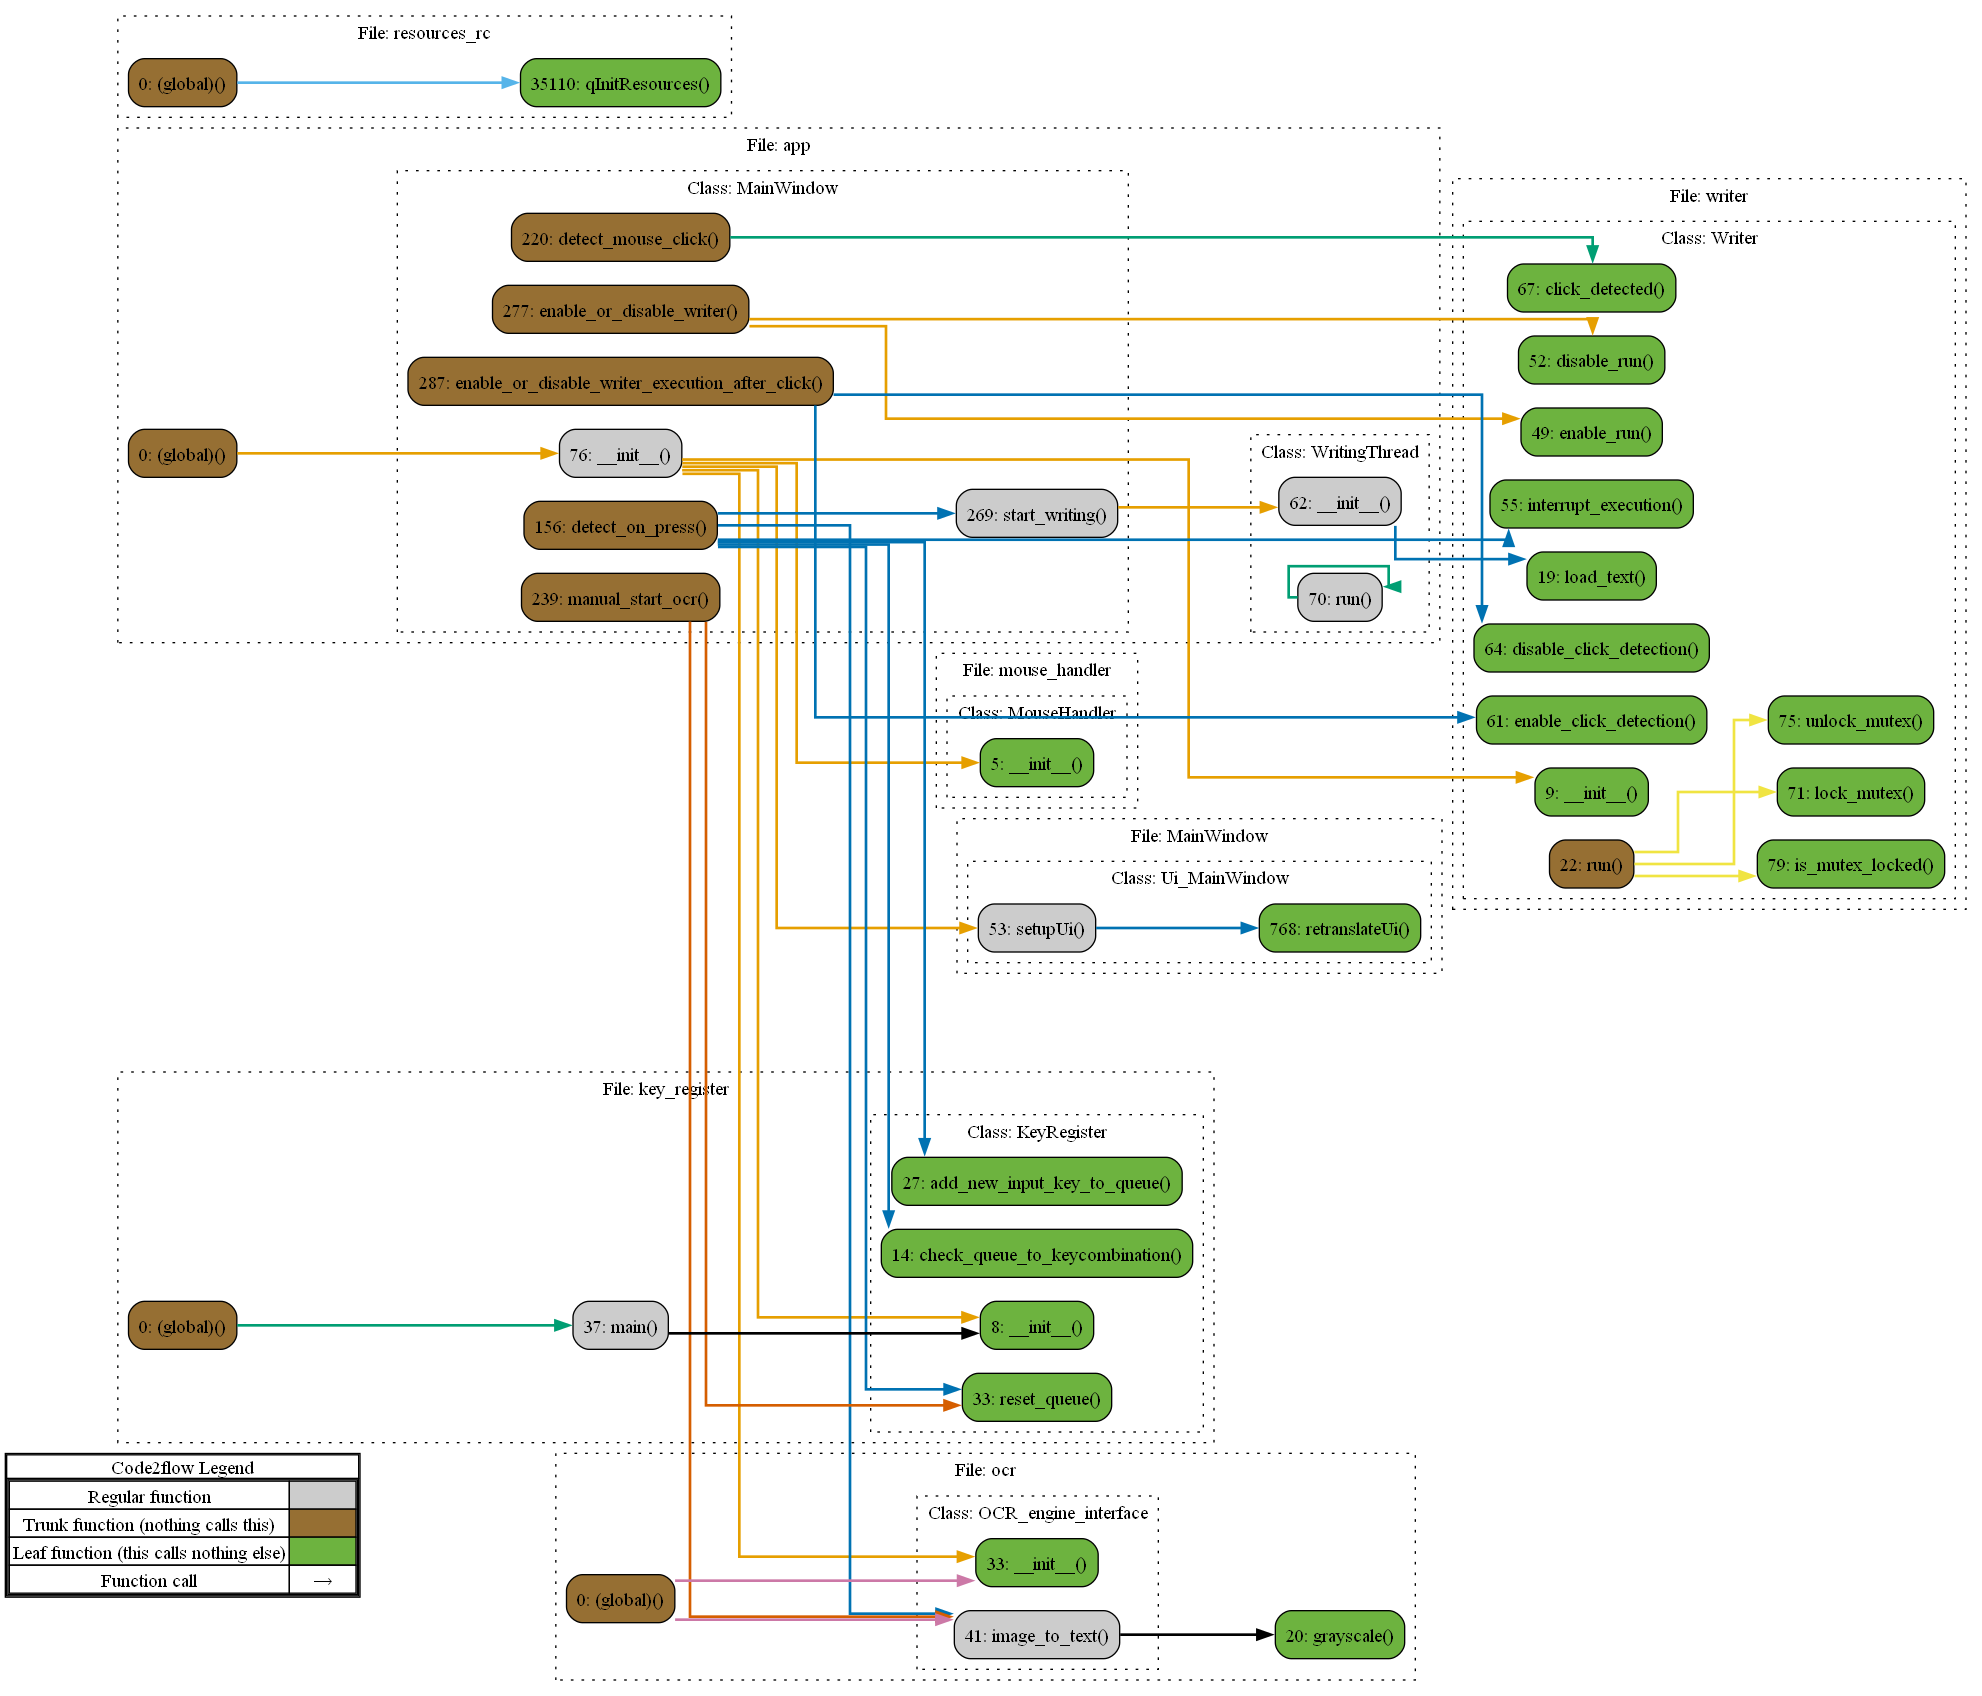 File: resources_rc
0: (global)()
35110: qInitResources()
File: app
Class: MainWindow
220: detect_mouse_click()
277: enable_or_disable_writer()
287: enable_or_disable_writer_execution_after_click()
0: (global)()
76: __init__()
156: detect_on_press()
269: start_writing()
239: manual_start_ocr()
Class: WritingThread
62: __init__()
70: run()
File: writer
Class: Writer
67: click_detected()
52: disable_run()
49: enable_run()
55: interrupt_execution()
19: load_text()
64: disable_click_detection()
61: enable_click_detection()
75: unlock_mutex()
9: __init__()
71: lock_mutex()
22: run()
79: is_mutex_locked()
File: mouse_handler
Class: MouseHandler
5: __init__()
File: MainWindow
Class: Ui_MainWindow
53: setupUi()
768: retranslateUi()
File: key_register
Class: KeyRegister
27: add_new_input_key_to_queue()
14: check_queue_to_keycombination()
0: (global)()
37: main()
8: __init__()
33: reset_queue()
File: ocr
Class: OCR_engine_interface
33: __init__()
0: (global)()
41: image_to_text()
20: grayscale()
Code2flow Legend
Regular function
Trunk function (nothing calls this)
Leaf function (this calls nothing else)
Function call →